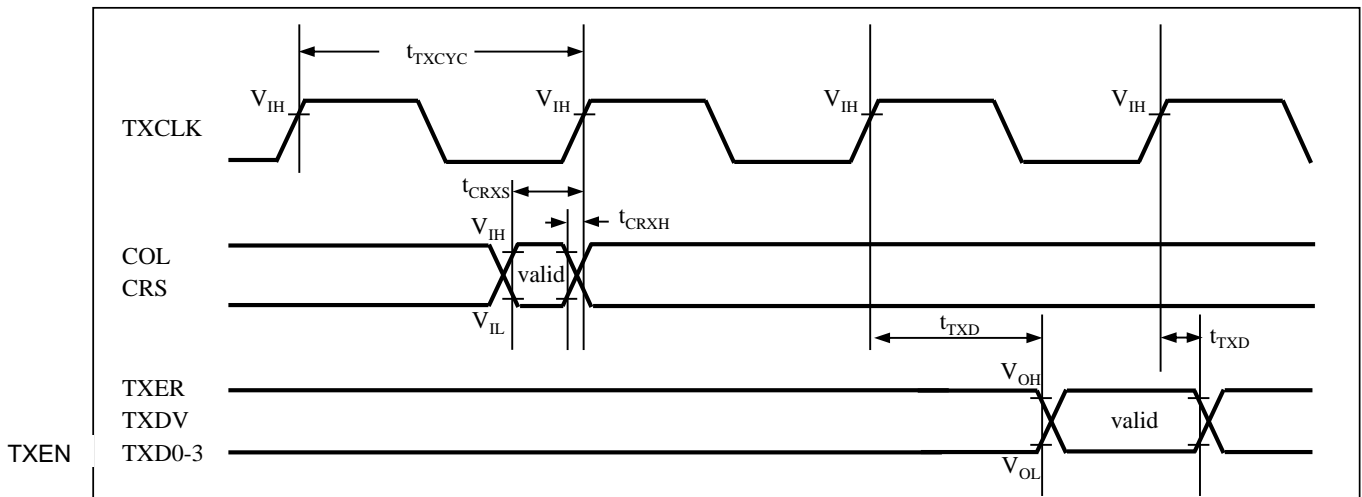 tTXCYC
VIH VIH VIH VIH
TXCLK
tCRXS
VIH tCRXH
COL
CRS valid
VIL
tTXD tTXD
TXER VOH
TXDV valid
TXEN TXD0-3
VOL